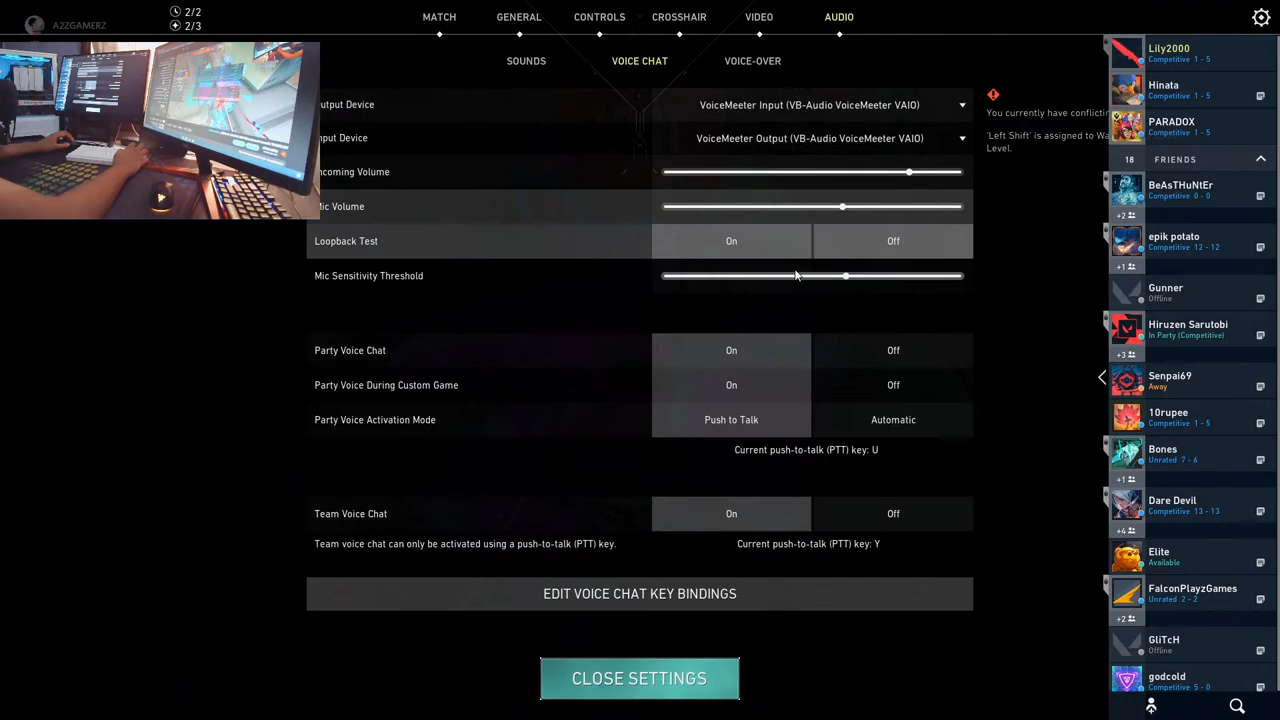 A2ZGAMERZ
2/2
2/3
MATCH
GENERAL
CONTROLS
CROSSHAIR
VIDEO
AUDIO
SOUNDS
VOICE CHAT
VOICE-OVER
utput Device
VoiceMeeter Input (VB-Audio VoiceMeeter VAIO)
nput Device
VoiceMeeter Output (VB-Audio VoiceMeeter VAIO)
ncoming Volume
Mic Volume
Loopback Test
On
Off
Mic Sensitivity Threshold
Party Voice Chat
On
Off
Party Voice During Custom Game
On
Off
Party Voice Activation Mode
Push to Talk
Automatic
Current push-to-talk (PTT) key: U
Team Voice Chat
On
Off
Team voice chat can only be activated using a push-to-talk (PTT) key.
Current push-to-talk (PTT) key: Y
EDIT VOICE CHAT KEY BINDINGS
CLOSE SETTINGS
You currently have conflictin
'Left Shift' is assigned to Wa
Level.
Lily2000
Competitive 1 - 5
Hinata
Competitive 1 - 5
PARADOX
Competitive 1 - 5
18 FRIENDS
BeAsTHuNtEr
Competitive 0 - 0
+2
epik potato
Competitive 12 - 12
+1
Gunner
Offline
Hiruzen Sarutobi
In Party (Competitive)
+3
Senpai69
Away
10rupee
Competitive 1 - 5
Bones
Unrated 7 - 6
+1
Dare Devil
Competitive 13 - 13
+4
Elite
Available
FalconPlayzGames
Unrated 2 - 2
+2
GliTcH
Offline
godcold
Competitive 5 - 0